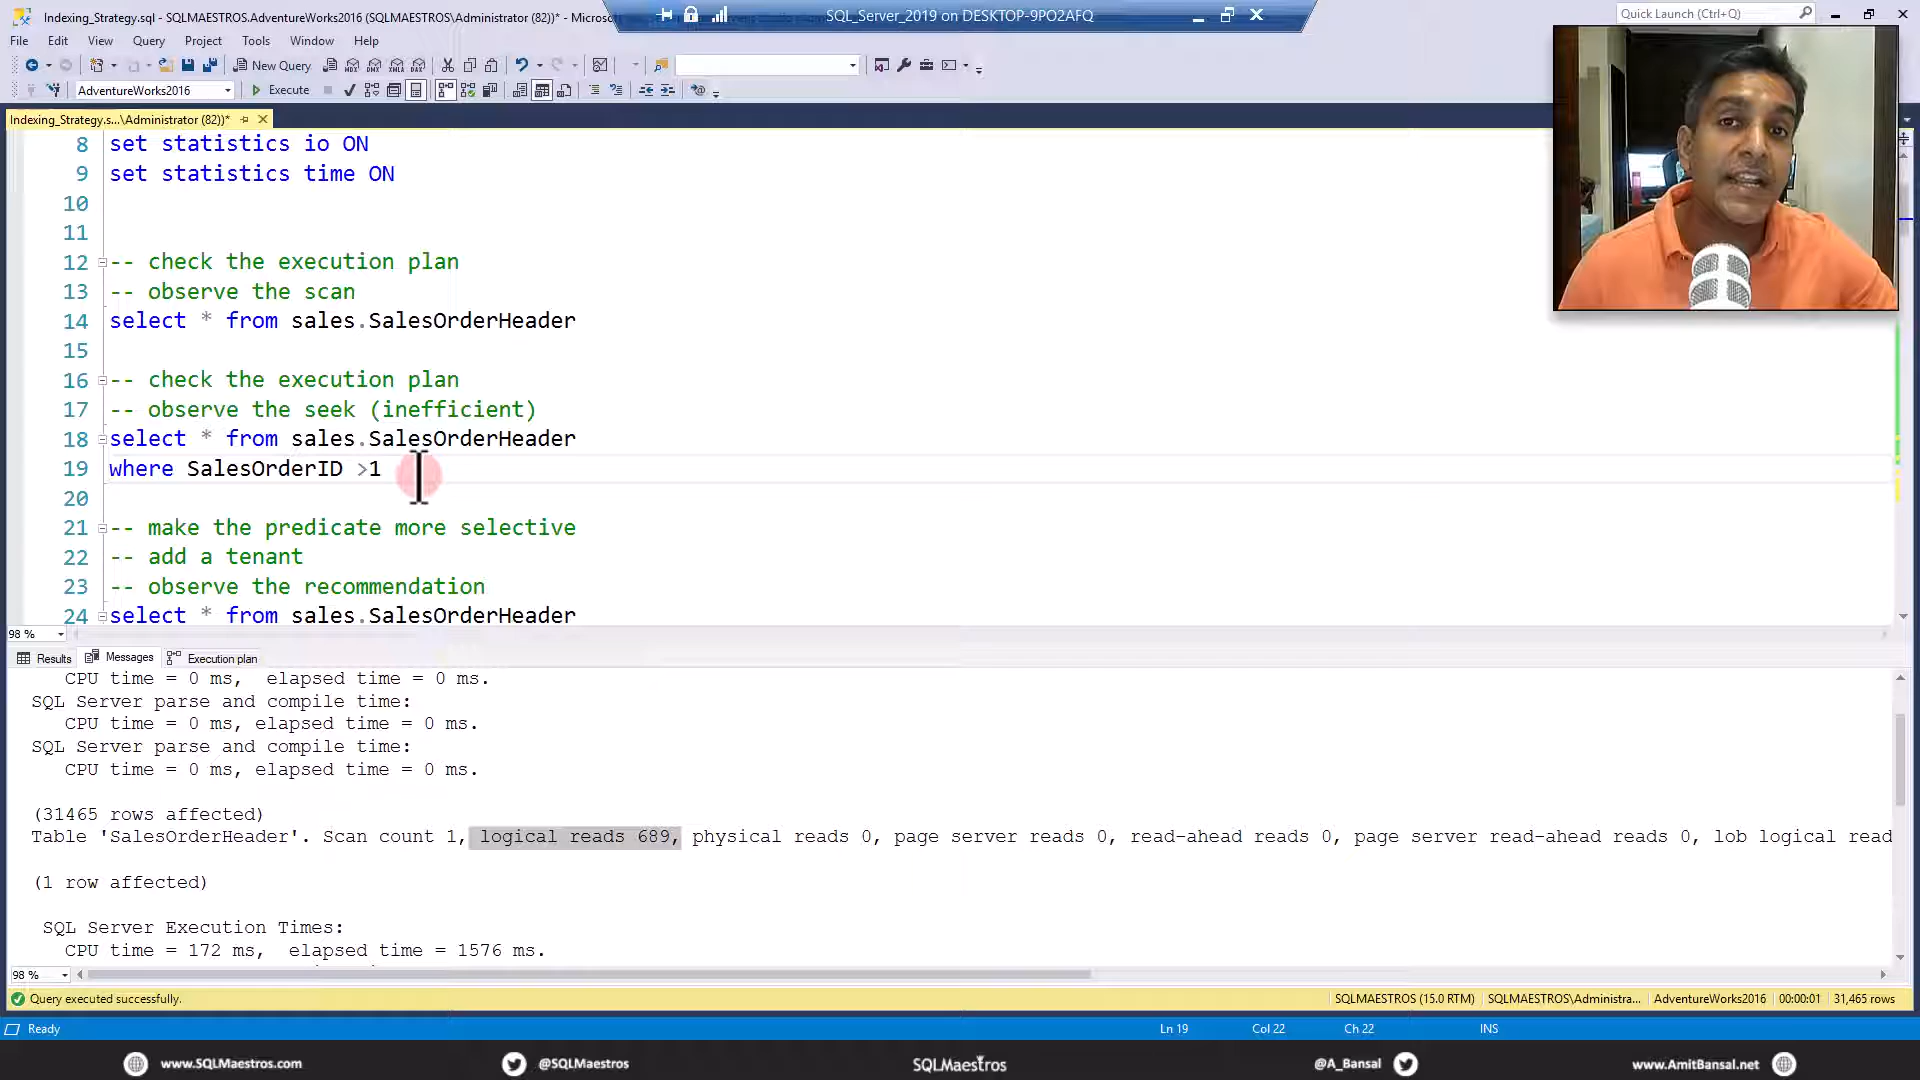 Indexing_Strategy.sql - SQLMAESTROS.AdventureWorks2016 (SQLMAESTROS\Administrator (82))* - Micros
SQL_Server_2019 on DESKTOP-9PO2AFQ
Quick Launch (Ctrl+Q)
File Edit View Query Project Tools Window Help
New Query
AdventureWorks2016
Execute
Indexing_Strategy.s...\Administrator (82))*
8 set statistics io ON
9 set statistics time ON
10
11
12 -- check the execution plan
13 -- observe the scan
14 select * from sales.SalesOrderHeader
15
16 -- check the execution plan
17 -- observe the seek (inefficient)
18 select * from sales.SalesOrderHeader
19 where SalesOrderID >1
20
21 -- make the predicate more selective
22 -- add a tenant
23 -- observe the recommendation
24 select * from sales.SalesOrderHeader
98 %
Results Messages Execution plan
CPU time = 0 ms, elapsed time = 0 ms.
SQL Server parse and compile time:
CPU time = 0 ms, elapsed time = 0 ms.
SQL Server parse and compile time:
CPU time = 0 ms, elapsed time = 0 ms.
(31465 rows affected)
Table 'SalesOrderHeader'. Scan count 1, logical reads 689, physical reads 0, page server reads 0, read-ahead reads 0, page server read-ahead reads 0, lob logical read
(1 row affected)
SQL Server Execution Times:
CPU time = 172 ms, elapsed time = 1576 ms.
98 %
Query executed successfully. SQLMAESTROS (15.0 RTM) SQLMAESTROS\Administra... AdventureWorks2016 00:00:01 31,465 rows
Ready Ln 19 Col 22 Ch 22 INS
www.SQLMaestros.com @SQLMaestros SQLMaestros @A_Bansal www.AmitBansal.net